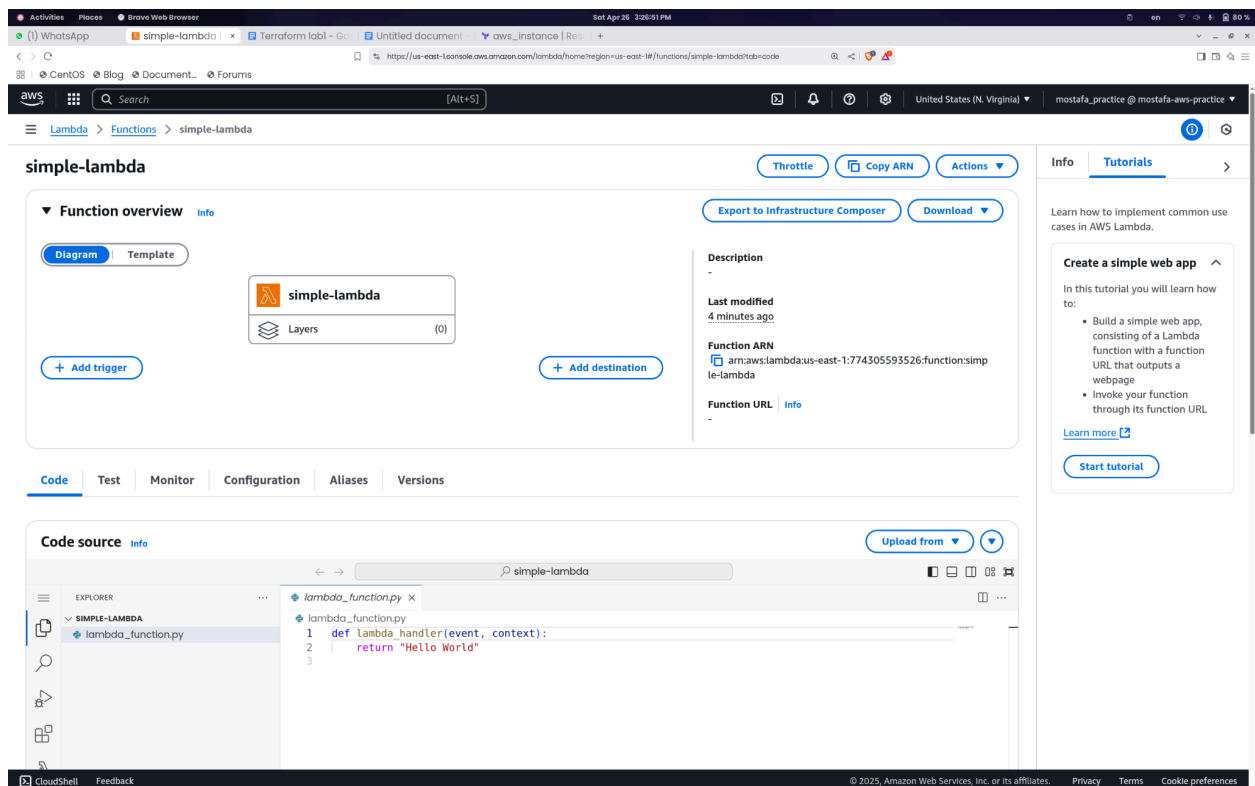 Activities Places Brave Web Browser Sat Apr 26 3:26:51 PM en 80 %
(1) WhatsApp simple-lambda | × Terraform lab1 - Go Untitled document - aws_instance | Res +
https://us-east-1.console.aws.amazon.com/lambda/home?region=us-east-1#/functions/simple-lambda?tab=code
CentOS Blog Document... Forums
aws Search [Alt+S] United States (N. Virginia) ▼ mostafa_practice @ mostafa-aws-practice ▼
Lambda > Functions > simple-lambda
simple-lambda
Throttle Copy ARN Actions ▼
▼ Function overview Info
Export to Infrastructure Composer Download ▼
Diagram Template
simple-lambda
Layers (0)
+ Add trigger
+ Add destination
Description
-
Last modified
4 minutes ago
Function ARN
arn:aws:lambda:us-east-1:774305593526:function:simp
le-lambda
Function URL Info
-
Info Tutorials
Learn how to implement common use
cases in AWS Lambda.
Create a simple web app
In this tutorial you will learn how
to:
• Build a simple web app,
consisting of a Lambda
function with a function
URL that outputs a
webpage
• Invoke your function
through its function URL
Learn more
Start tutorial
Code Test Monitor Configuration Aliases Versions
Code source Info
Upload from ▼
simple-lambda
EXPLORER ...
SIMPLE-LAMBDA
lambda_function.py
lambda_function.py ×
lambda_function.py
1 def lambda_handler(event, context):
2 return "Hello World"
3
CloudShell Feedback © 2025, Amazon Web Services, Inc. or its affiliates. Privacy Terms Cookie preferences